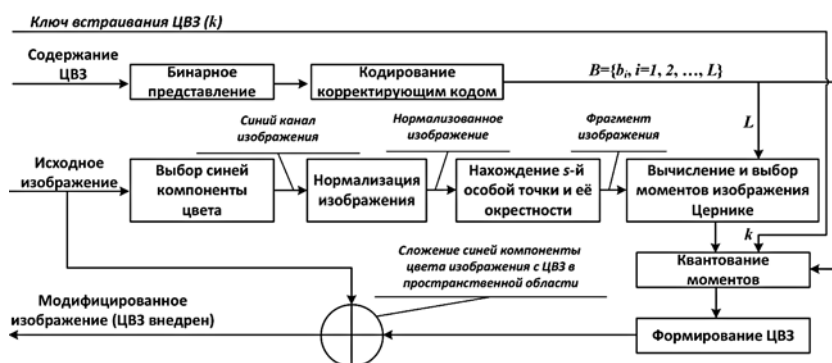 Ключ встраивания ЦВЗ (k)
Содержание
ЦВЗ
Бинарное
представление
Кодирование
корректирующим кодом
B={bᵢ, i=1, 2, …, L}
L
Синий канал
изображения
Нормализованное
изображение
Фрагмент
изображения
Исходное
изображение
Выбор синей
компоненты
цвета
Нормализация
изображения
Нахождение s-й
особой точки и её
окрестности
Вычисление и выбор
моментов изображения
Цернике
k
Сложение синей компоненты
цвета изображения с ЦВЗ в
пространственной области
Квантование
моментов
Модифицированное
изображение (ЦВЗ внедрен)
Формирование ЦВЗ